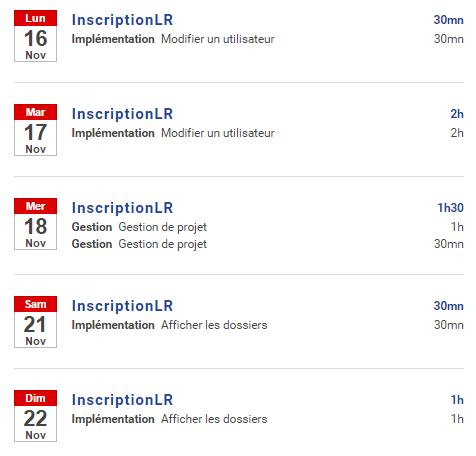 Lun
16
Nov
InscriptionLR 30mn
Implémentation Modifier un utilisateur 30mn
Mar
17
Nov
InscriptionLR 2h
Implémentation Modifier un utilisateur 2h
Mer
18
Nov
InscriptionLR 1h30
Gestion Gestion de projet 1h
Gestion Gestion de projet 30mn
Sam
21
Nov
InscriptionLR 30mn
Implémentation Afficher les dossiers 30mn
Dim
22
Nov
InscriptionLR 1h
Implémentation Afficher les dossiers 1h